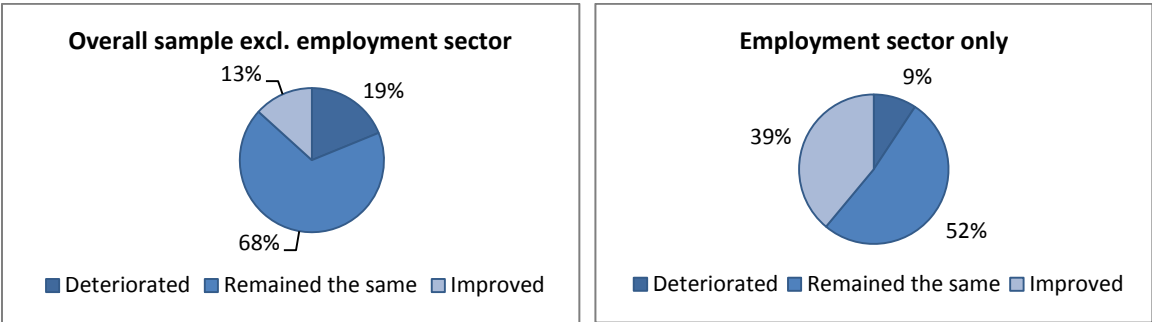 Overall sample excl. employment sector
13%
19%
68%
Deteriorated Remained the same Improved
Employment sector only
9%
39%
52%
Deteriorated Remained the same Improved